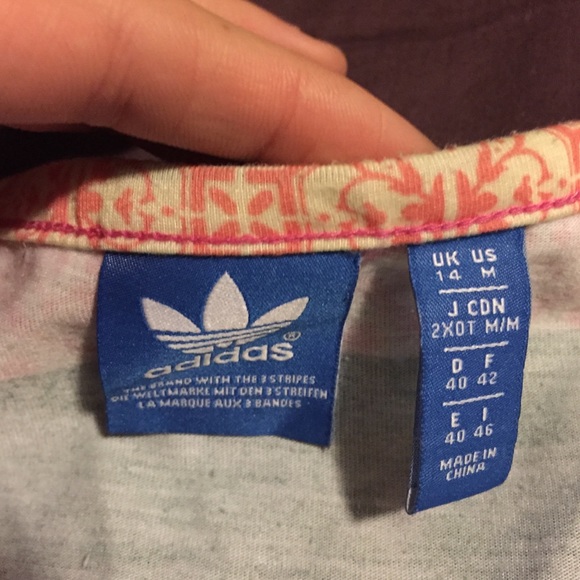 adidas®
THE BRAND WITH THE 3 STRIPES
DIE WELTMARKE MIT DEN 3 STREIFEN
LA MARQUE AUX 3 BANDES
UK US
14 M
J CDN
2XOT M/M
D F
40 42
E I
40 46
MADE IN
CHINA